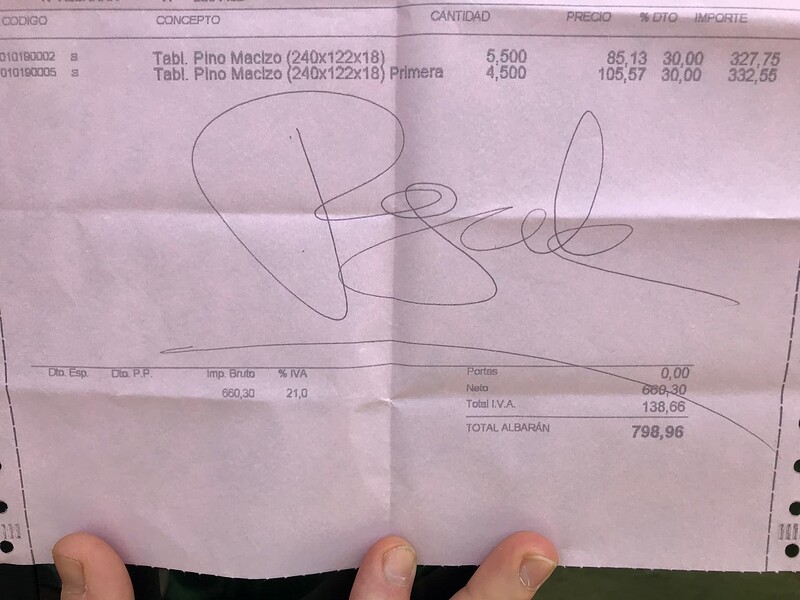 CODIGO CONCEPTO CANTIDAD PRECIO % DTO IMPORTE
010190002 S Tabl. Pino Macizo (240x122x18) 5,500 85,13 30,00 327,75
010190005 S Tabl. Pino Macizo (240x122x18) Primera 4,500 105,57 30,00 332,55
Dto. Esp. Dto. P.P. Imp. Bruto % IVA Portes 0,00
660,30 21,0 Neto 660,30
Total I.V.A. 138,66
TOTAL ALBARÁN 798,96